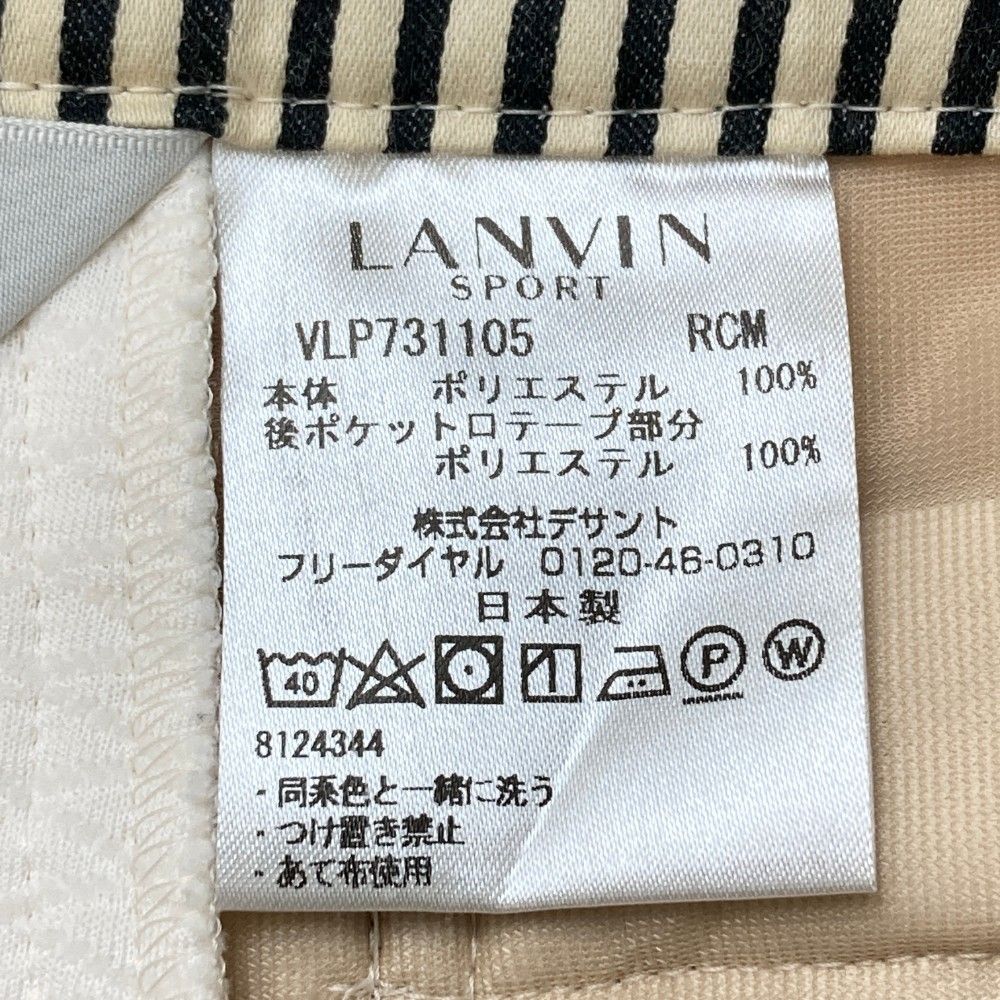 LANVIN
SPORT
VLP731105 RCM
本体 ポリエステル 100%
後ポケット口テープ部分
ポリエステル 100%
株式会社デサント
フリーダイヤル 0120-46-0310
日本製
40 P W
8124344
・同系色と一緒に洗う
・つけ置き禁止
・あて布使用